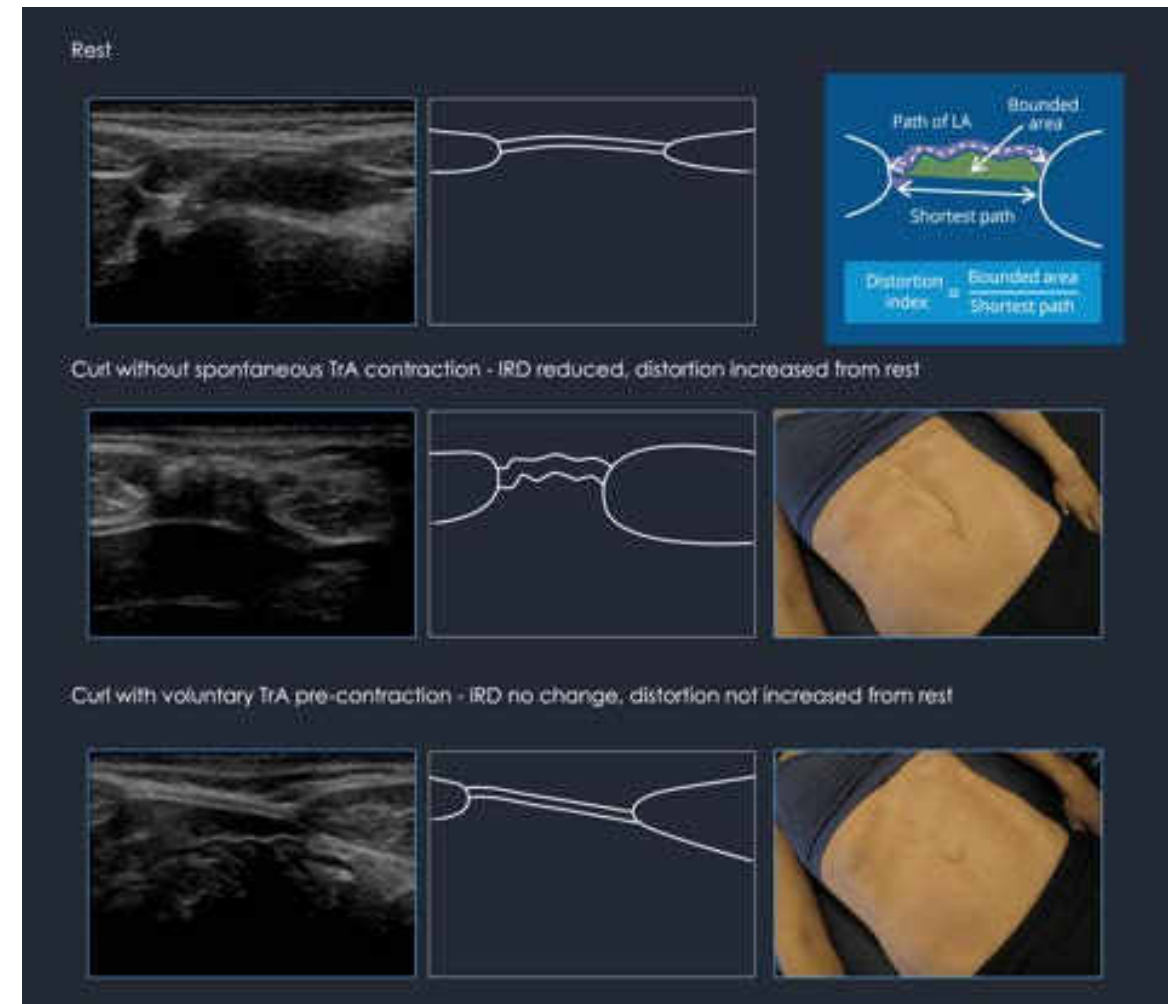 Rest
Path of LA
Bounded
area
Shortest path
Distortion
index
=
Bounded area
Shortest path
Curl without spontaneous TrA contraction - IRD reduced, distortion increased from rest
Curl with voluntary TrA pre-contraction - IRD no change, distortion not increased from rest